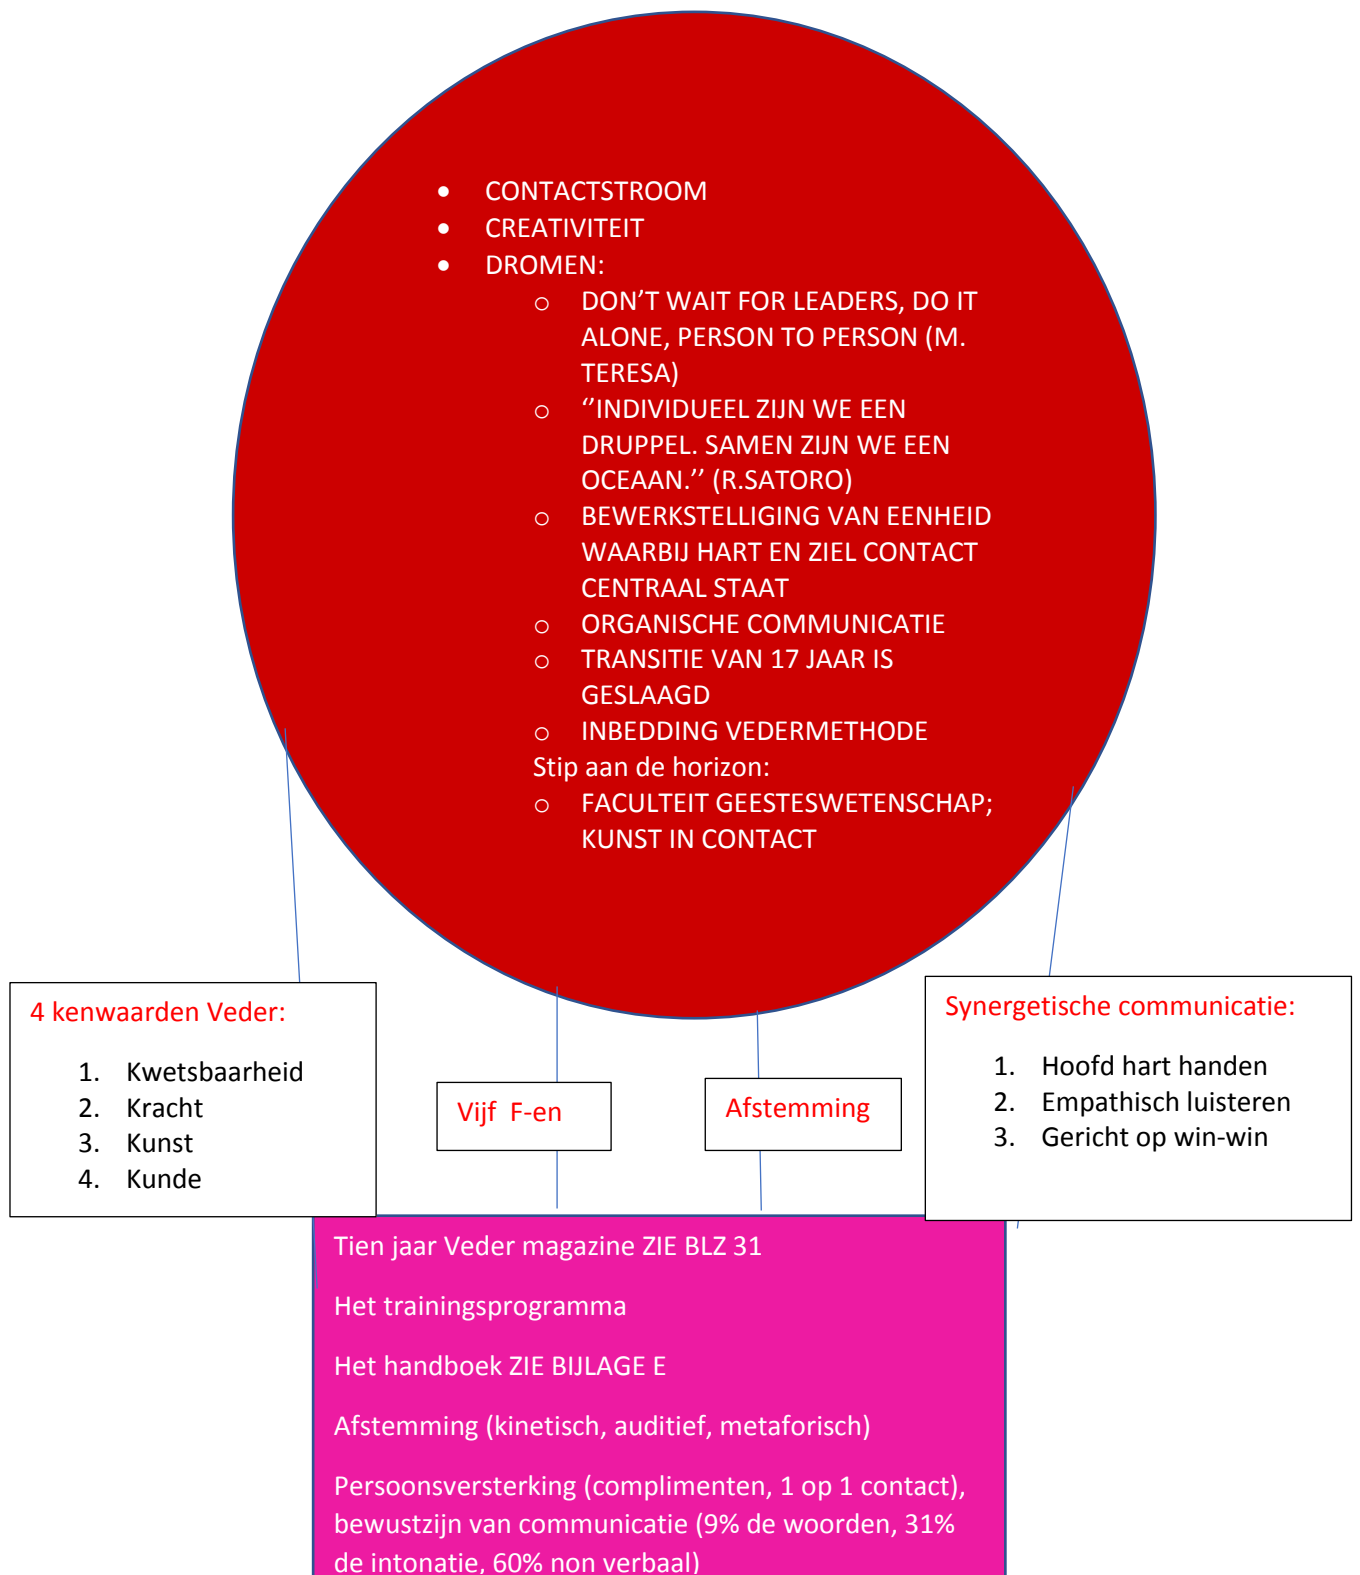 • CONTACTSTROOM
• CREATIVITEIT
• DROMEN:
o DON’T WAIT FOR LEADERS, DO IT
ALONE, PERSON TO PERSON (M.
TERESA)
o ‘’INDIVIDUEEL ZIJN WE EEN
DRUPPEL. SAMEN ZIJN WE EEN
OCEAAN.’’ (R.SATORO)
o BEWERKSTELLIGING VAN EENHEID
WAARBIJ HART EN ZIEL CONTACT
CENTRAAL STAAT
o ORGANISCHE COMMUNICATIE
o TRANSITIE VAN 17 JAAR IS
GESLAAGD
o INBEDDING VEDERMETHODE
Stip aan de horizon:
o FACULTEIT GEESTESWETENSCHAP;
KUNST IN CONTACT
4 kenwaarden Veder:
1. Kwetsbaarheid
2. Kracht
3. Kunst
4. Kunde
Vijf F-en
Afstemming
Synergetische communicatie:
1. Hoofd hart handen
2. Empathisch luisteren
3. Gericht op win-win
Tien jaar Veder magazine ZIE BLZ 31
Het trainingsprogramma
Het handboek ZIE BIJLAGE E
Afstemming (kinetisch, auditief, metaforisch)
Persoonsversterking (complimenten, 1 op 1 contact),
bewustzijn van communicatie (9% de woorden, 31%
de intonatie, 60% non verbaal)